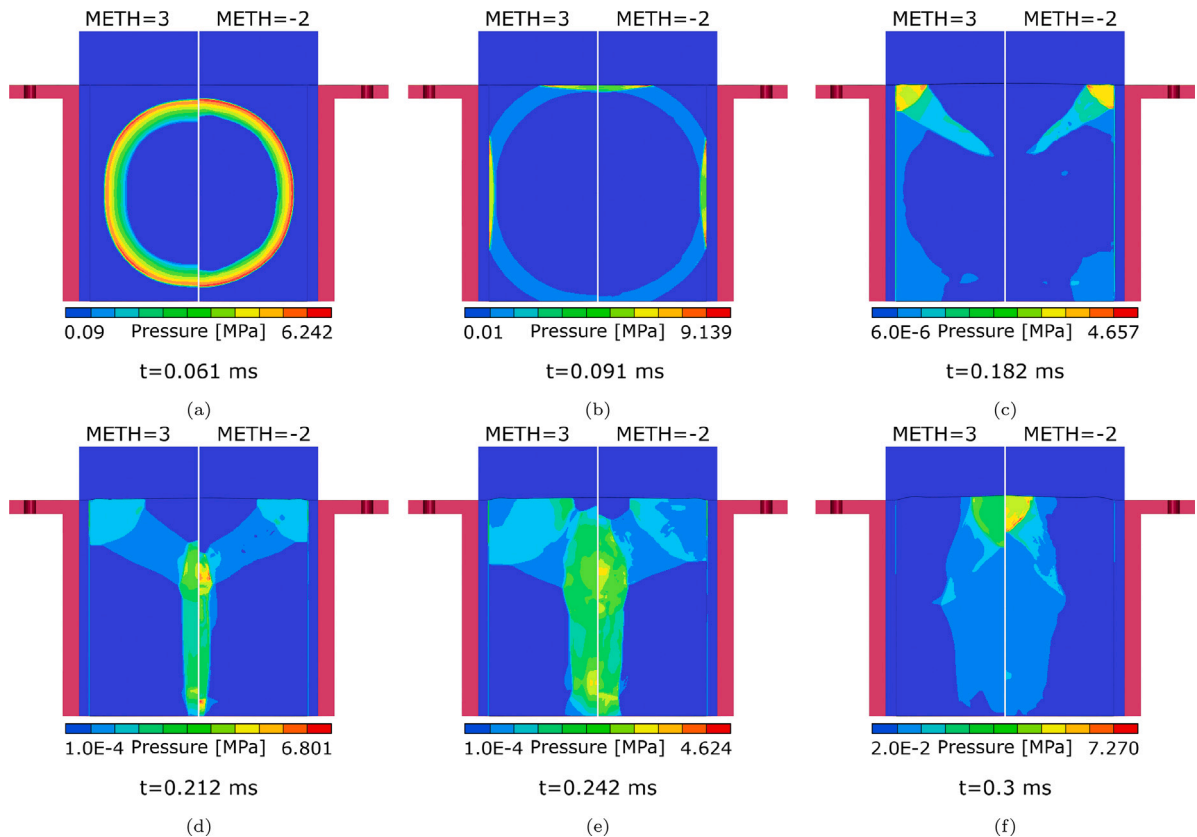 METH=3 METH=-2 METH=3 METH=-2 METH=3 METH=-2
0.09 Pressure [MPa] 6.242 0.01 Pressure [MPa] 9.139 6.0E-6 Pressure [MPa] 4.657
t=0.061 ms t=0.091 ms t=0.182 ms
(a) (b) (c)
METH=3 METH=-2 METH=3 METH=-2 METH=3 METH=-2
1.0E-4 Pressure [MPa] 6.801 1.0E-4 Pressure [MPa] 4.624 2.0E-2 Pressure [MPa] 7.270
t=0.212 ms t=0.242 ms t=0.3 ms
(d) (e) (f)